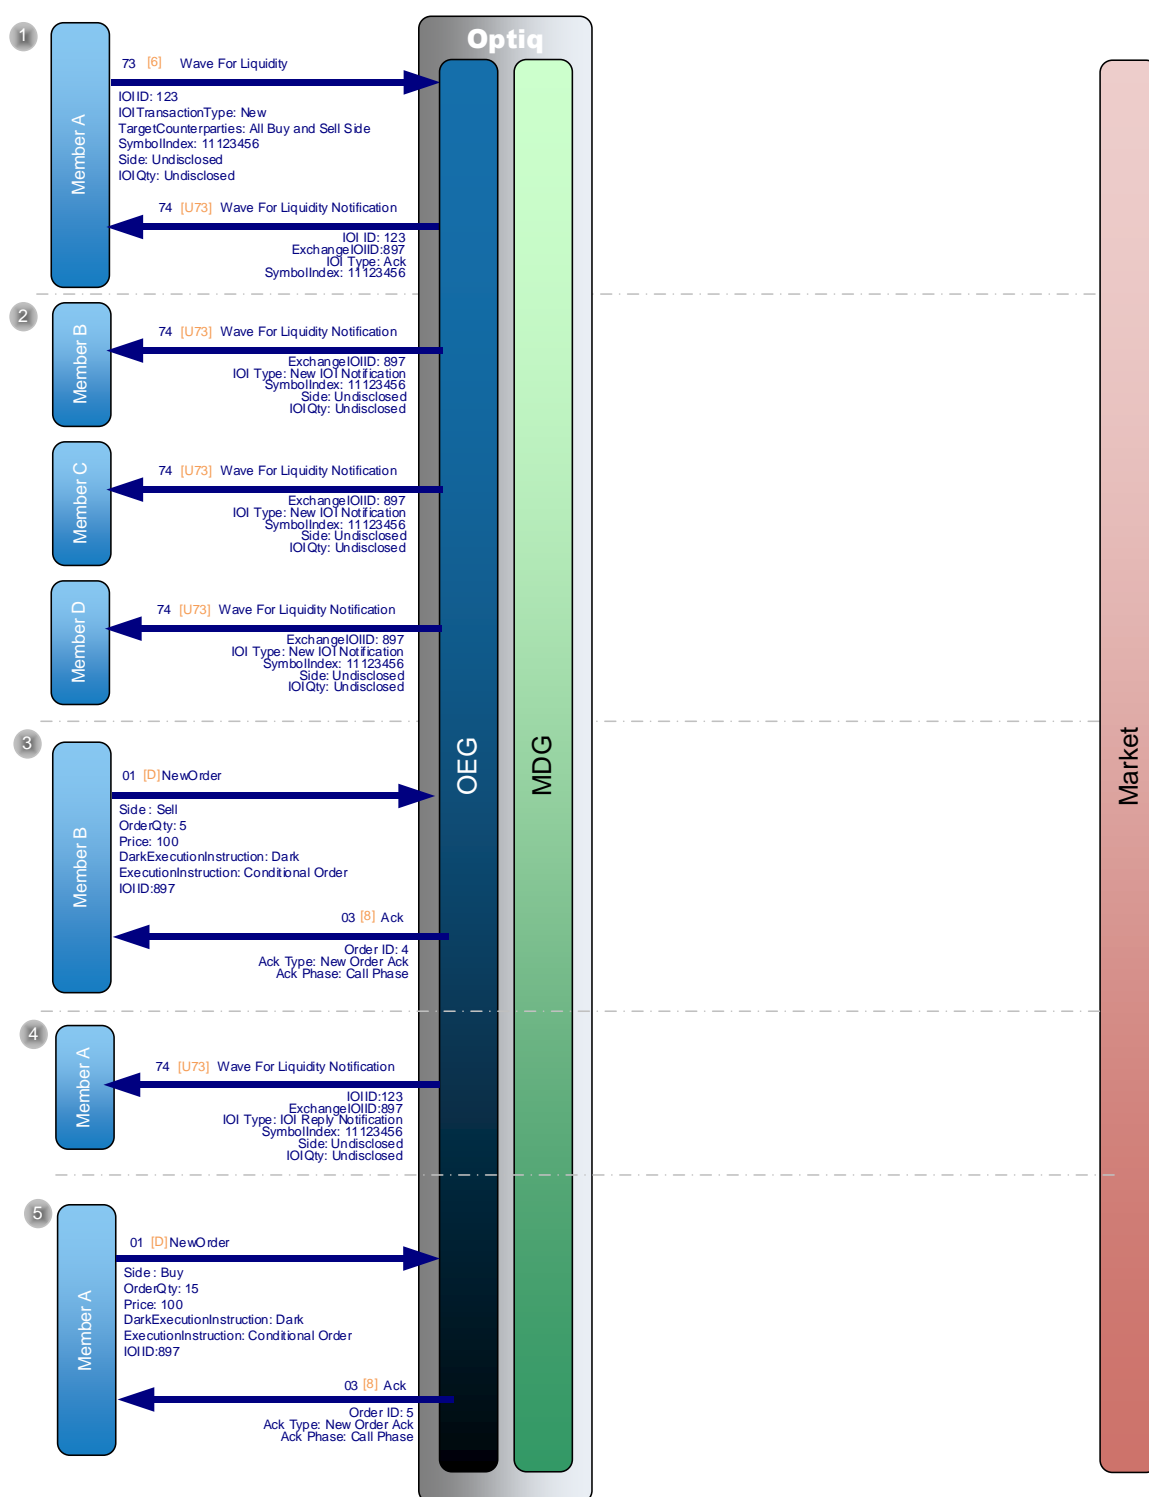 Optiq
1
Member A
73 [6] Wave For Liquidity
IOIID: 123
IOITransactionType: New
TargetCounterparties: All Buy and Sell Side
SymbolIndex: 11123456
Side: Undisclosed
IOIQty: Undisclosed
74 [U73] Wave For Liquidity Notification
IOI ID: 123
ExchangeIOIID:897
IOI Type: Ack
SymbolIndex: 11123456
2
Member B
74 [U73] Wave For Liquidity Notification
ExchangeIOIID: 897
IOI Type: New IOI Notification
SymbolIndex: 11123456
Side: Undisclosed
IOIQty: Undisclosed
Member C
74 [U73] Wave For Liquidity Notification
ExchangeIOIID: 897
IOI Type: New IOI Notification
SymbolIndex: 11123456
Side: Undisclosed
IOIQty: Undisclosed
Member D
74 [U73] Wave For Liquidity Notification
ExchangeIOIID: 897
IOI Type: New IOI Notification
SymbolIndex: 11123456
Side: Undisclosed
IOIQty: Undisclosed
OEG
MDG
Market
3
Member B
01 [D] NewOrder
Side : Sell
OrderQty: 5
Price: 100
DarkExecutionInstruction: Dark
ExecutionInstruction: Conditional Order
IOIID:897
03 [8] Ack
Order ID: 4
Ack Type: New Order Ack
Ack Phase: Call Phase
4
Member A
74 [U73] Wave For Liquidity Notification
IOIID:123
ExchangeIOIID:897
IOI Type: IOI Reply Notification
SymbolIndex: 11123456
Side: Undisclosed
IOIQty: Undisclosed
5
Member A
01 [D] NewOrder
Side : Buy
OrderQty: 15
Price: 100
DarkExecutionInstruction: Dark
ExecutionInstruction: Conditional Order
IOIID:897
03 [8] Ack
Order ID: 5
Ack Type: New Order Ack
Ack Phase: Call Phase